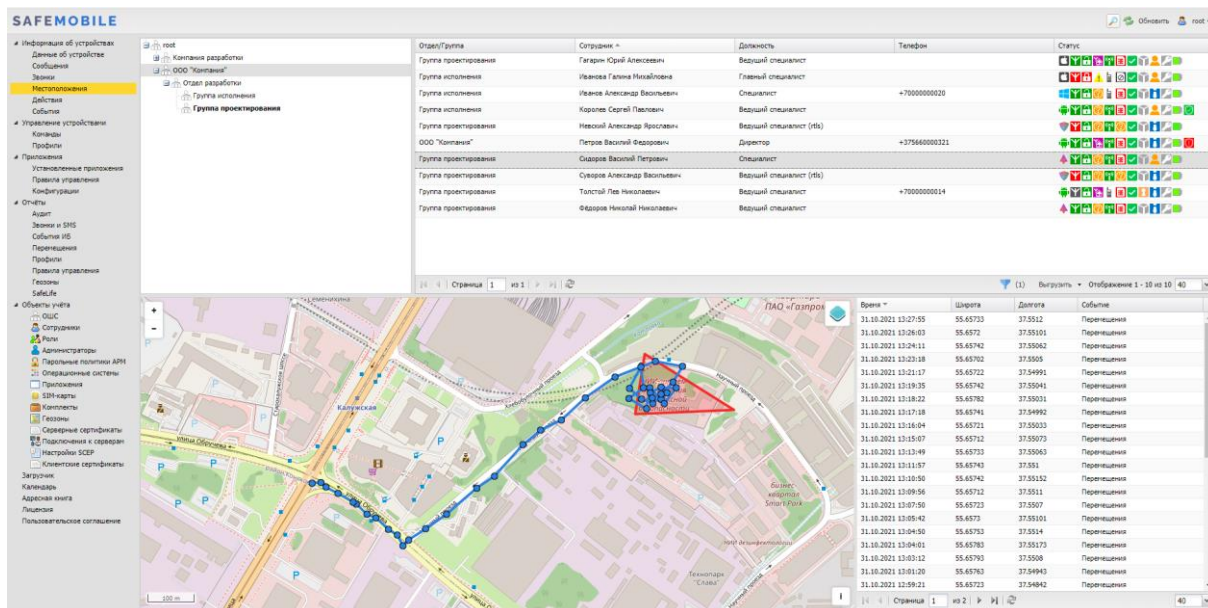 SAFEMOBILE
Обновить root
Информация об устройствах
Данные об устройстве
Сообщения
Звонки
Местоположения
Действия
События
Управление устройствами
Команды
Профили
Приложения
Установленные приложения
Правила управления
Конфигурации
Отчёты
Аудит
Звонки и SMS
События ИБ
Перемещения
Профили
Правила управления
Геозоны
SafeLife
Объекты учёта
ОШС
Сотрудники
Роли
Администраторы
Парольные политики АРМ
Операционные системы
Приложения
SIM-карты
Комплекты
Геозоны
Серверные сертификаты
Подключения к серверам
Настройки SCEP
Клиентские сертификаты
Загрузчик
Календарь
Адресная книга
Лицензия
Пользовательское соглашение
root
Компания разработки
ООО "Компания"
Отдел разработки
Группа исполнения
Группа проектирования
Отдел/Группа Сотрудник Должность Телефон Статус
Группа проектирования Гагарин Юрий Алексеевич Ведущий специалист
Группа исполнения Иванова Галина Михайловна Главный специалист
Группа исполнения Иванов Александр Васильевич Специалист +70000000020
Группа исполнения Королев Сергей Павлович Ведущий специалист
Группа проектирования Невский Александр Ярославич Ведущий специалист (rtls)
ООО "Компания" Петров Василий Федорович Директор +375660000321
Группа проектирования Сидоров Василий Петрович Специалист
Группа проектирования Суворов Александр Васильевич Ведущий специалист (rtls)
Группа проектирования Толстой Лев Николаевич Ведущий специалист +70000000014
Группа проектирования Фёдоров Николай Николаевич Ведущий специалист
Страница 1 из 1 (1) Выгрузить Отображение 1 - 10 из 10 40
+
-
ПАО «Газпром
Калужская
улица Обручева
Хлебобулочный проезд
Научный проезд
бизнес-
квартал
Smart Park
НИИ дезинфектологии
Технопарк
"Слава"
100 m
i
Время Широта Долгота Событие
31.10.2021 13:27:55 55.65733 37.5512 Перемещения
31.10.2021 13:26:03 55.6572 37.55101 Перемещения
31.10.2021 13:24:11 55.65742 37.55062 Перемещения
31.10.2021 13:23:18 55.65702 37.5505 Перемещения
31.10.2021 13:21:17 55.65722 37.54991 Перемещения
31.10.2021 13:19:35 55.65742 37.55041 Перемещения
31.10.2021 13:18:22 55.65782 37.55031 Перемещения
31.10.2021 13:17:18 55.65741 37.54992 Перемещения
31.10.2021 13:16:04 55.65721 37.55033 Перемещения
31.10.2021 13:15:07 55.65712 37.55073 Перемещения
31.10.2021 13:13:49 55.65733 37.55063 Перемещения
31.10.2021 13:11:57 55.65743 37.551 Перемещения
31.10.2021 13:10:50 55.65742 37.55152 Перемещения
31.10.2021 13:09:56 55.65712 37.5511 Перемещения
31.10.2021 13:07:50 55.65723 37.5507 Перемещения
31.10.2021 13:05:42 55.6573 37.55101 Перемещения
31.10.2021 13:04:50 55.65753 37.5514 Перемещения
31.10.2021 13:04:01 55.65783 37.55173 Перемещения
31.10.2021 13:03:12 55.65793 37.5508 Перемещения
31.10.2021 13:01:20 55.65763 37.54943 Перемещения
31.10.2021 12:59:21 55.65723 37.54842 Перемещения
Страница 1 из 2 40